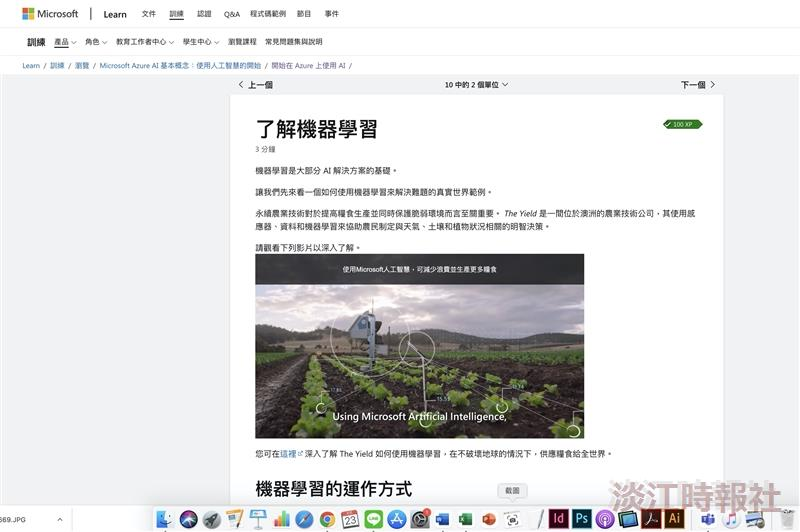 Microsoft Learn 文件 訓練 認證 Q&A 程式碼範例 節目 事件
訓練 產品 角色 教育工作者中心 學生中心 瀏覽課程 常見問題集與說明
Learn / 訓練 / 瀏覽 / Microsoft Azure AI 基本概念：使用人工智慧的開始 / 開始在 Azure 上使用 AI /
上一個 10 中的 2 個單位 下一個
了解機器學習
100 XP
3 分鐘
機器學習是大部分 AI 解決方案的基礎。
讓我們先來看一個如何使用機器學習來解決難題的真實世界範例。
永續農業技術對於提高糧食生產並同時保護脆弱環境而言至關重要。 The Yield 是一間位於澳洲的農業技術公司，其使用感
應器、資料和機器學習來協助農民制定與天氣、土壤和植物狀況相關的明智決策。
請觀看下列影片以深入了解。
使用Microsoft人工智慧，可減少浪費並生產更多糧食
15.55
Using Microsoft Artificial Intelligence,
您可在這裡深入了解 The Yield 如何使用機器學習，在不破壞地球的情況下，供應糧食給全世界。
機器學習的運作方式
截圖
淡江時報社
669.JPG
23
Id Ps Ai